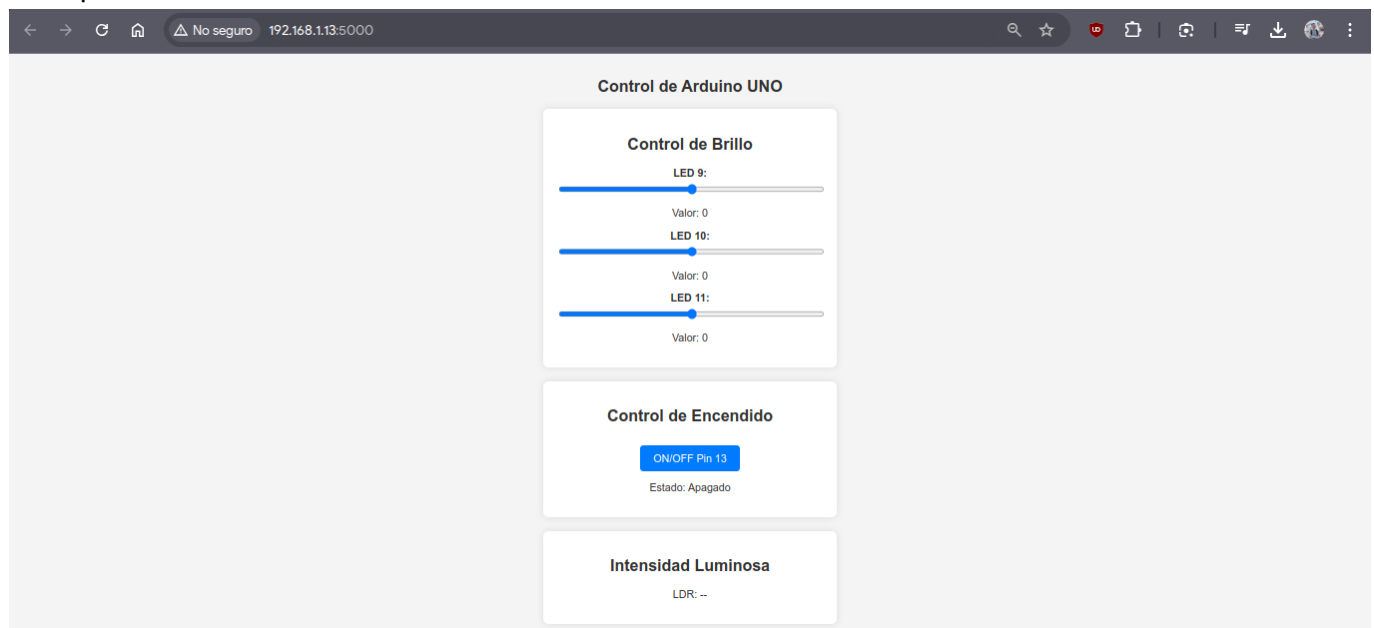 No seguro 192.168.1.13:5000
Control de Arduino UNO
Control de Brillo
LED 9:
Valor: 0
LED 10:
Valor: 0
LED 11:
Valor: 0
Control de Encendido
ON/OFF Pin 13
Estado: Apagado
Intensidad Luminosa
LDR: --